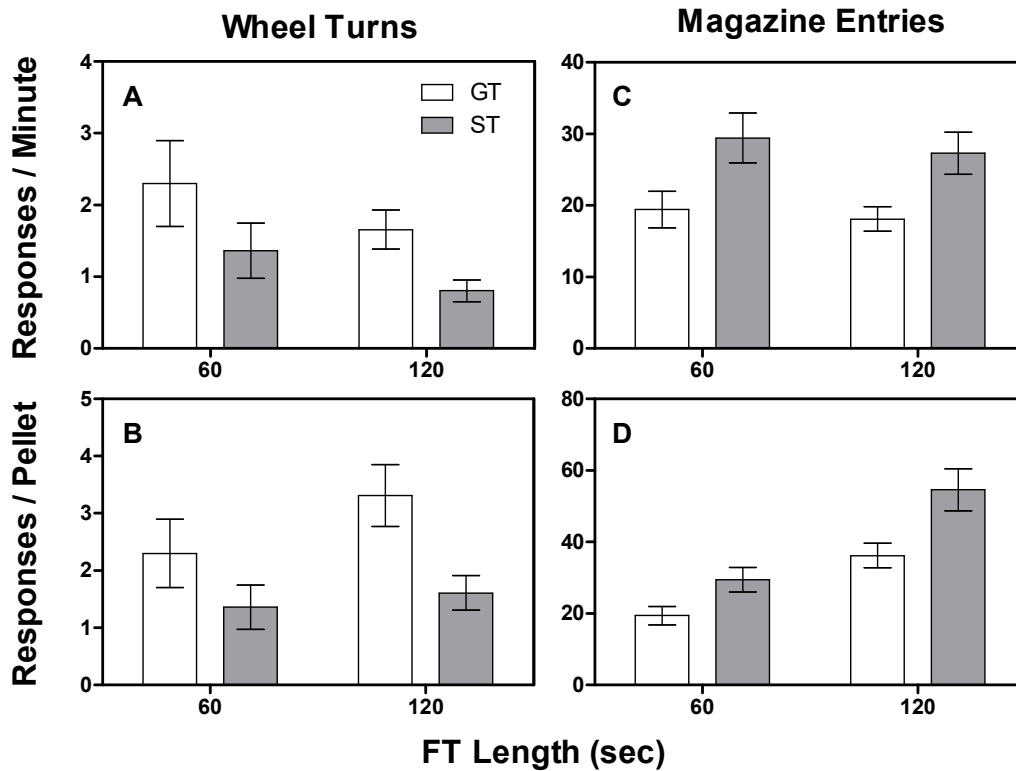 Wheel Turns
Magazine Entries
Responses / Minute
A
GT
ST
4
3
2
1
0
60
120
C
40
30
20
10
0
60
120
Responses / Pellet
B
5
4
3
2
1
0
60
120
D
80
60
40
20
0
60
120
FT Length (sec)